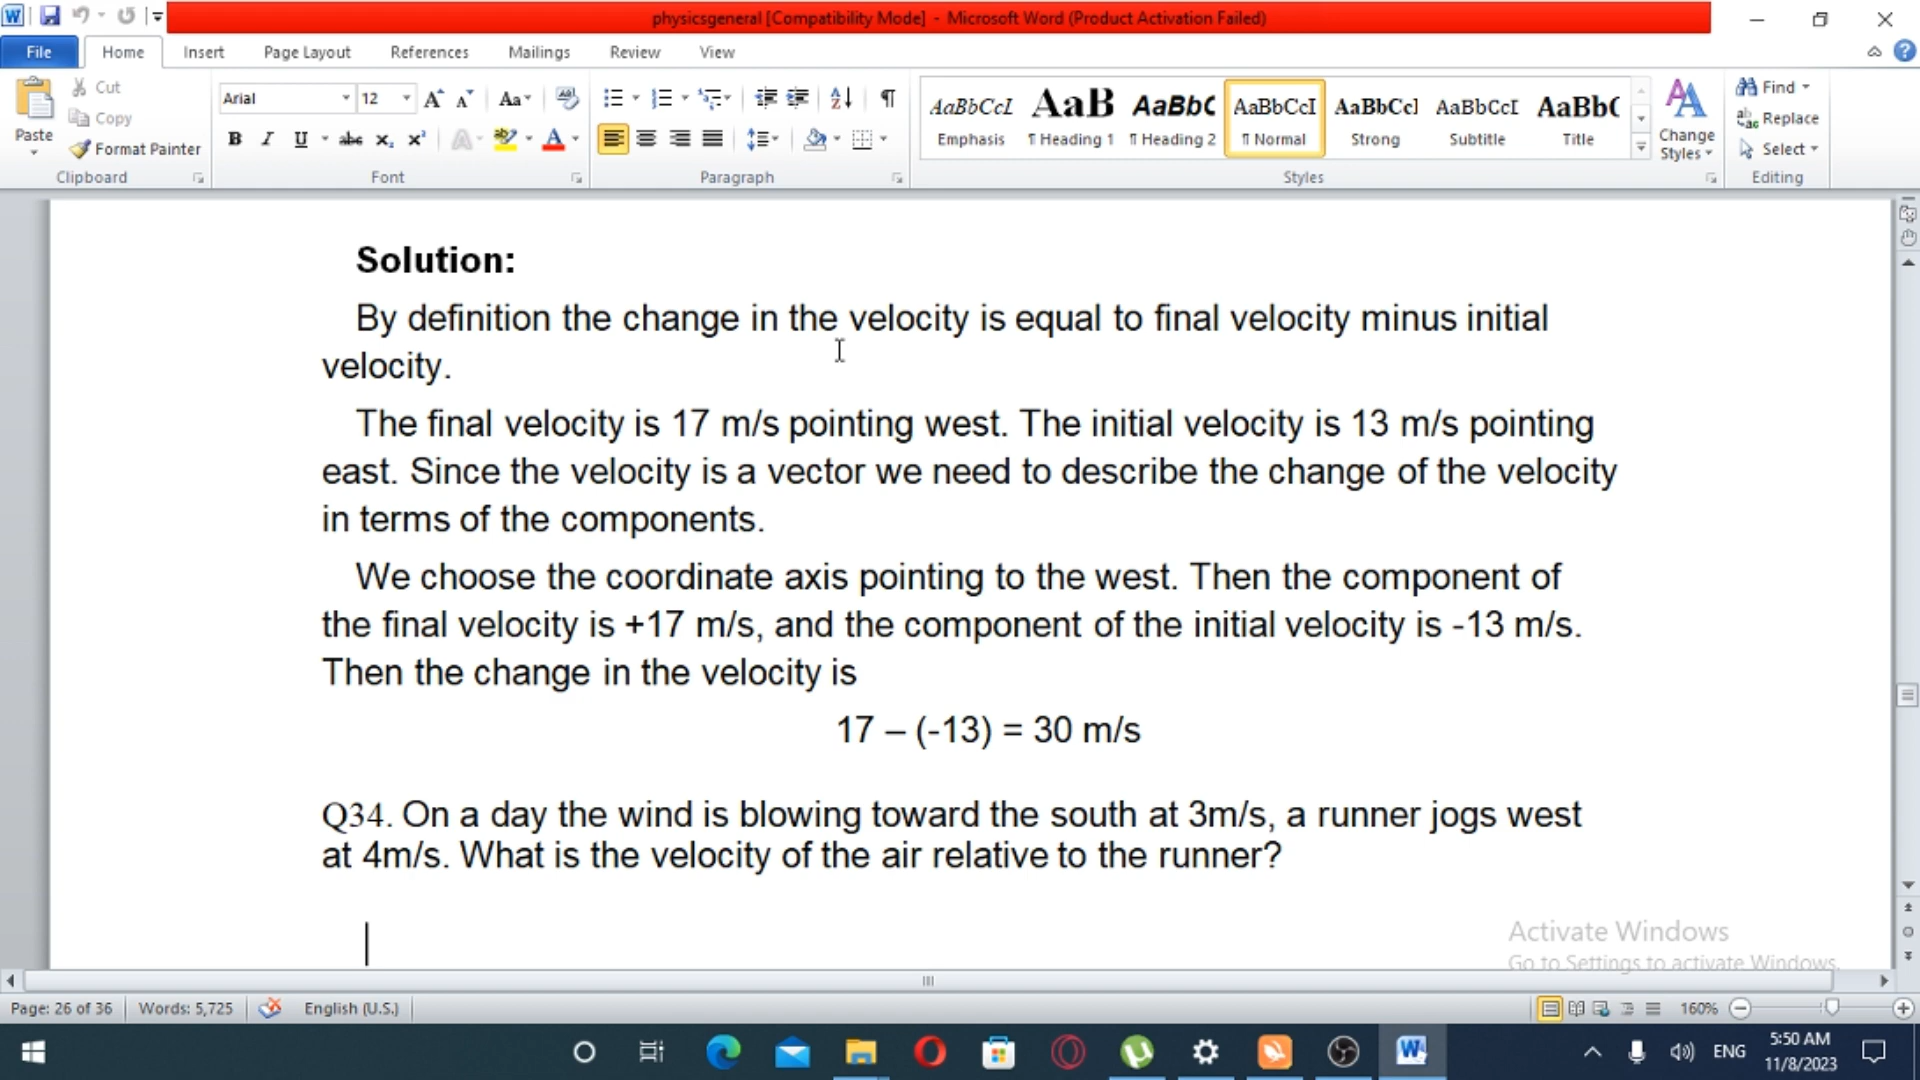 physicsgeneral [Compatibility Mode] - Microsoft Word (Product Activation Failed)
File Home Insert Page Layout References Mailings Review View
Paste
Cut
Copy
Format Painter
Clipboard
Arial 12
Font
Paragraph
AaBbCcI AaB AaBbC AaBbCcI AaBbCcl AaBbCcI AaBb(
Emphasis ¶ Heading 1 ¶ Heading 2 ¶ Normal Strong Subtitle Title
Styles
Change Styles
Find
Replace
Select
Editing
Solution:
By definition the change in the velocity is equal to final velocity minus initial
velocity.
The final velocity is 17 m/s pointing west. The initial velocity is 13 m/s pointing
east. Since the velocity is a vector we need to describe the change of the velocity
in terms of the components.
We choose the coordinate axis pointing to the west. Then the component of
the final velocity is +17 m/s, and the component of the initial velocity is -13 m/s.
Then the change in the velocity is
17 – (-13) = 30 m/s
Q34. On a day the wind is blowing toward the south at 3m/s, a runner jogs west
at 4m/s. What is the velocity of the air relative to the runner?
Activate Windows
Go to Settings to activate Windows.
Page: 26 of 36 Words: 5,725 English (U.S.) 160%
ENG
5:50 AM
11/8/2023